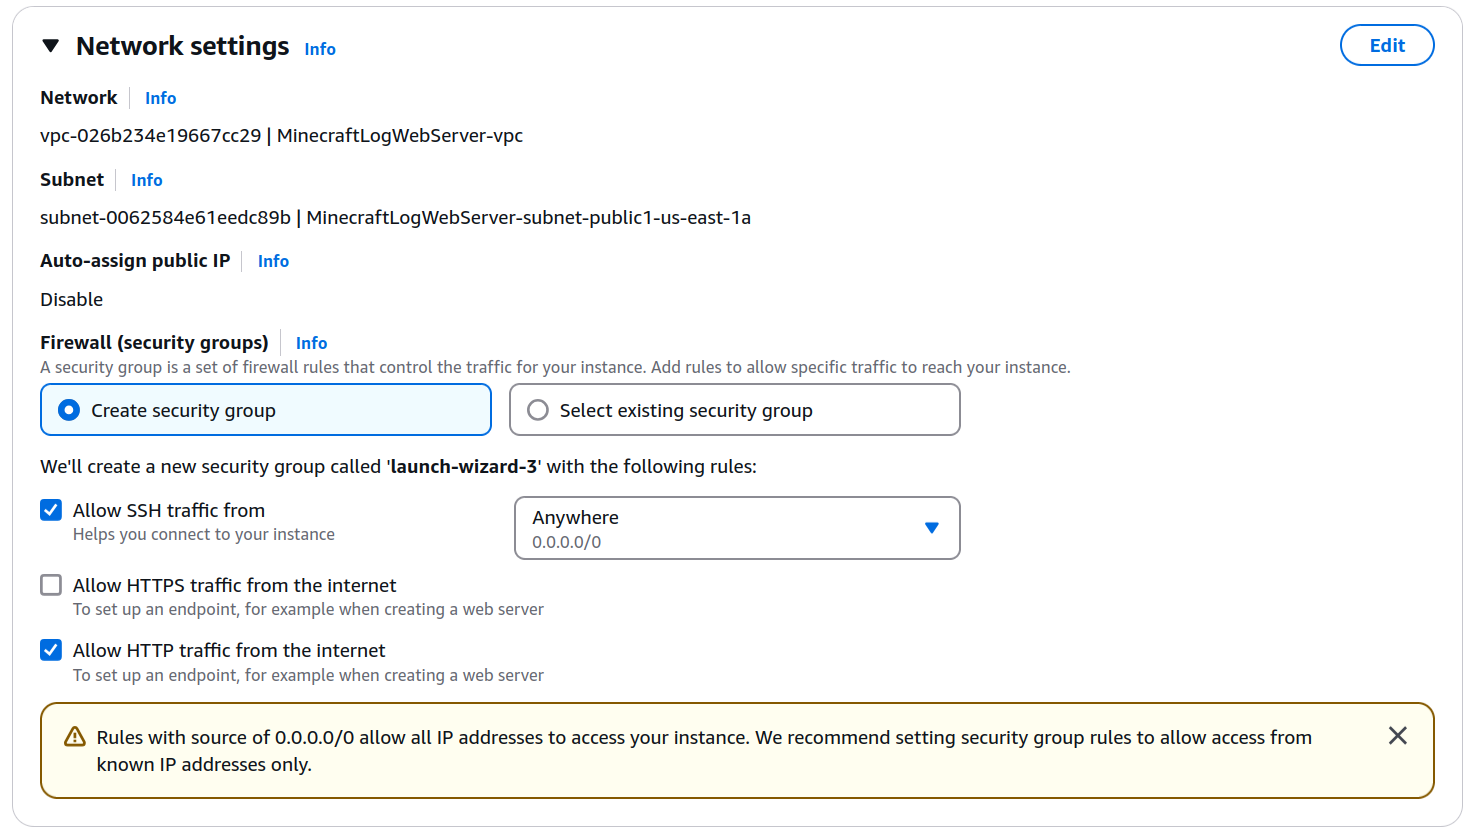 Network settings Info
Edit
Network Info
vpc-026b234e19667cc29 | MinecraftLogWebServer-vpc
Subnet Info
subnet-0062584e61eedc89b | MinecraftLogWebServer-subnet-public1-us-east-1a
Auto-assign public IP Info
Disable
Firewall (security groups) Info
A security group is a set of firewall rules that control the traffic for your instance. Add rules to allow specific traffic to reach your instance.
Create security group
Select existing security group
We'll create a new security group called 'launch-wizard-3' with the following rules:
Allow SSH traffic from
Helps you connect to your instance
Anywhere
0.0.0.0/0
Allow HTTPS traffic from the internet
To set up an endpoint, for example when creating a web server
Allow HTTP traffic from the internet
To set up an endpoint, for example when creating a web server
Rules with source of 0.0.0.0/0 allow all IP addresses to access your instance. We recommend setting security group rules to allow access from
known IP addresses only.